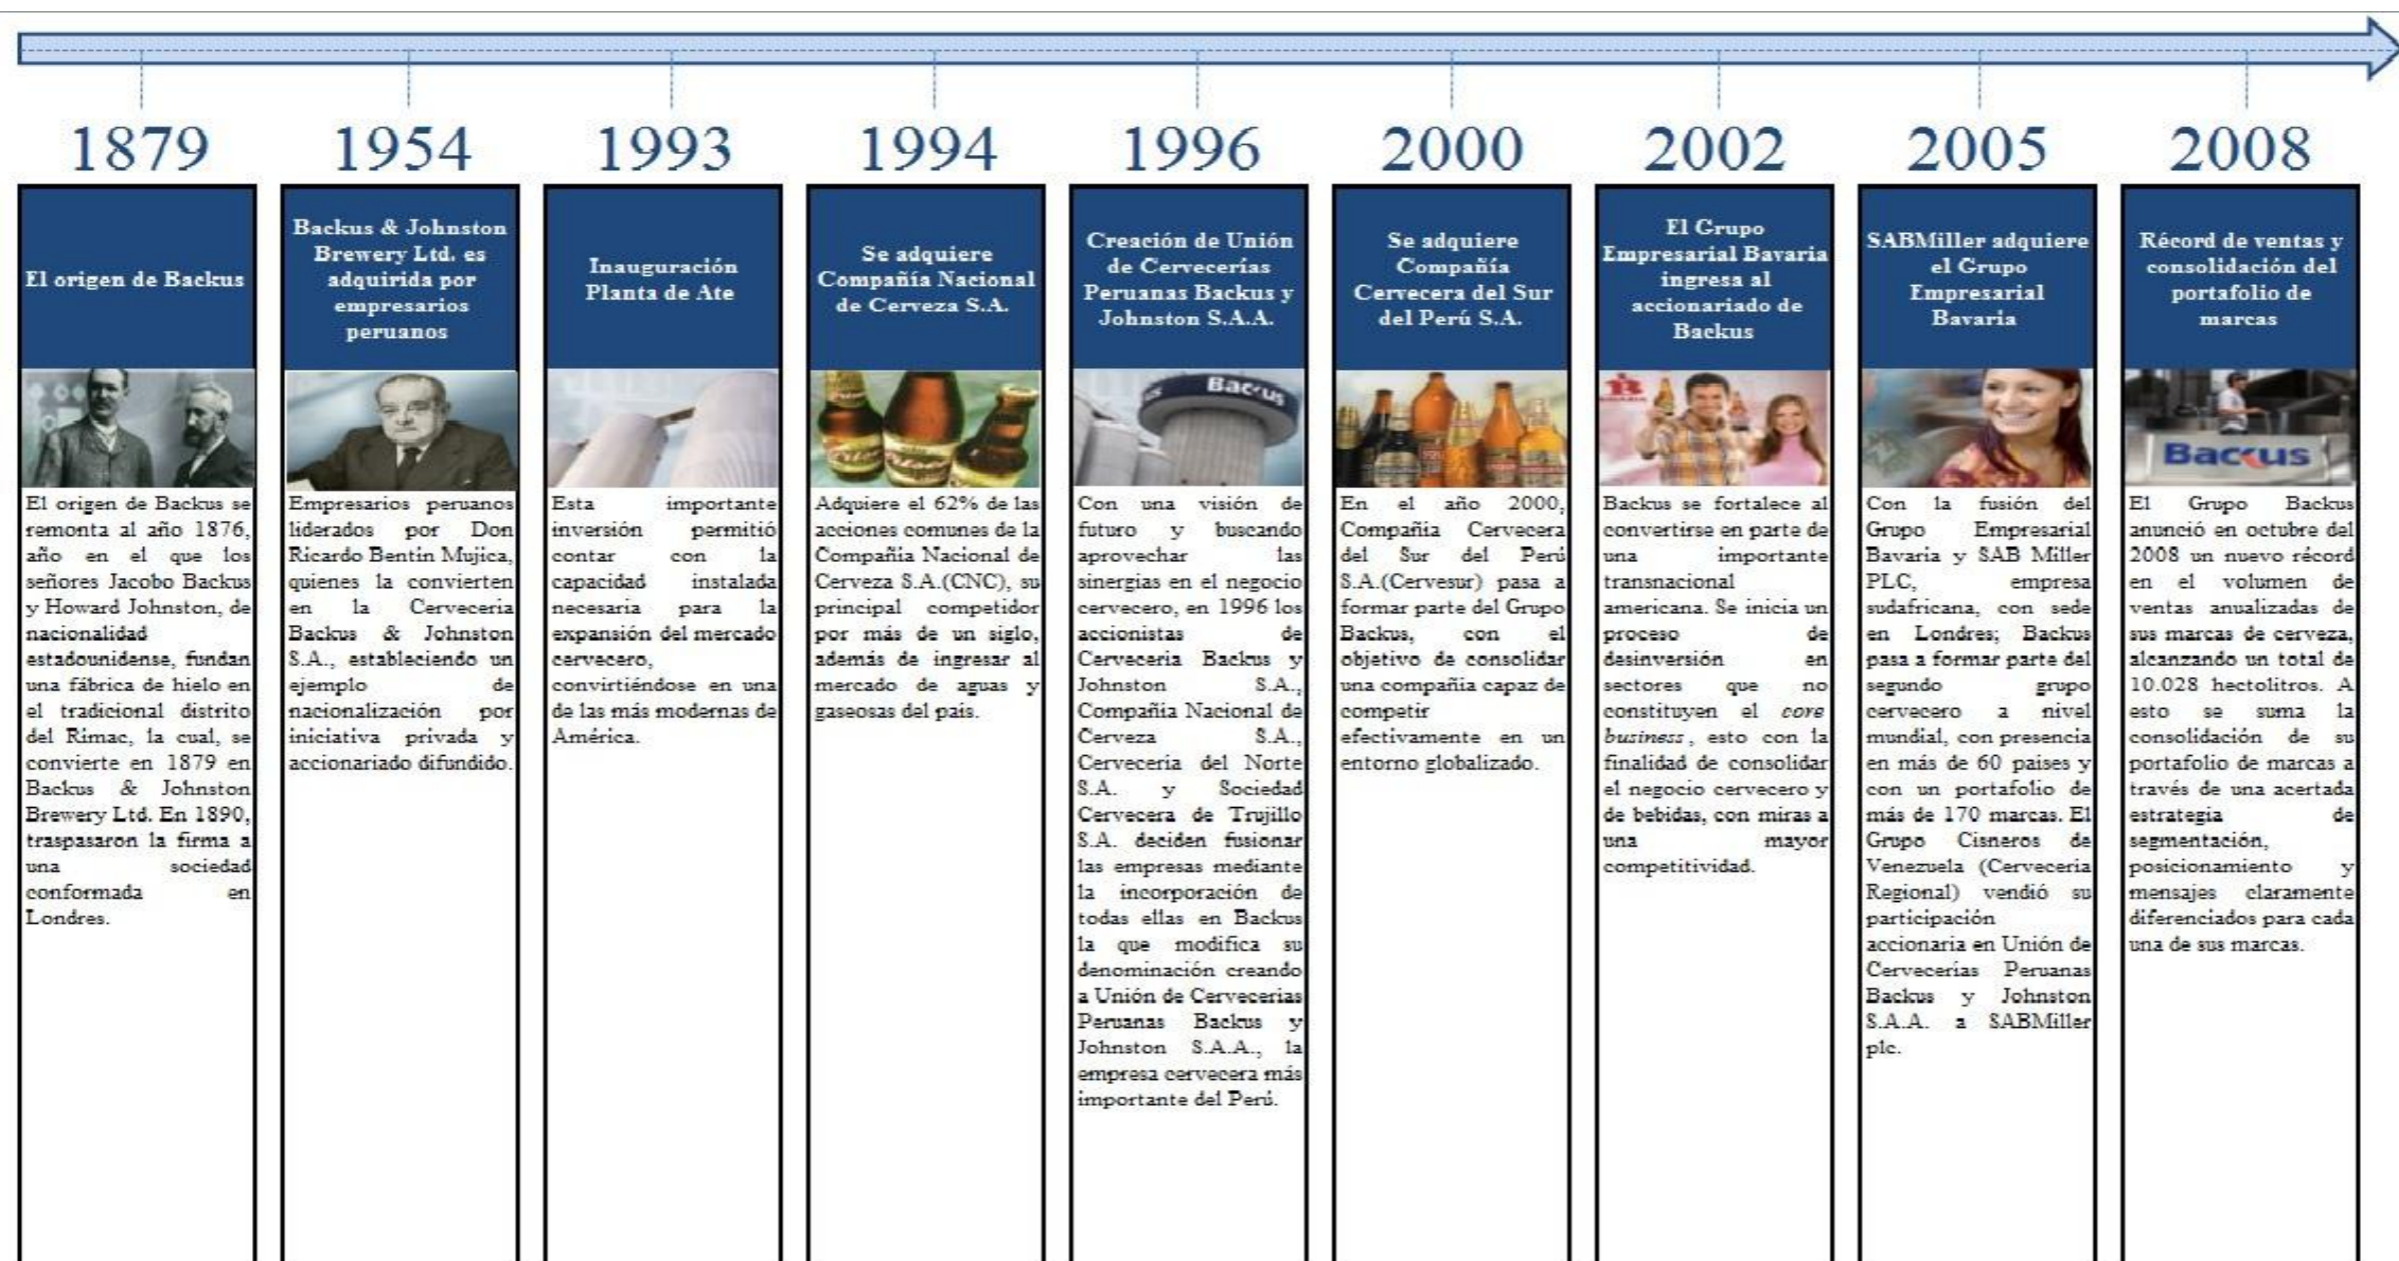 1879
El origen de Backus
El origen de Backus se
remonta al año 1876,
año en el que los
señores Jacobo Backus
y Howard Johnston, de
nacionalidad
estadounidense, fundan
una fábrica de hielo en
el tradicional distrito
del Rimac, la cual, se
convierte en 1879 en
Backus & Johnston
Brewery Ltd. En 1890,
traspasaron la firma a
una sociedad
conformada en
Londres.
1954
Backus & Johnston
Brewery Ltd. es
adquirida por
empresarios
peruanos
Empresarios peruanos
liderados por Don
Ricardo Bentín Mujica,
quienes la convierten
en la Cervecería
Backus & Johnston
S.A., estableciendo un
ejemplo de
nacionalización por
iniciativa privada y
accionariado difundido.
1993
Inauguración
Planta de Ate
Esta importante
inversión permitió
contar con la
capacidad instalada
necesaria para la
expansión del mercado
cervecero,
convirtiéndose en una
de las más modernas de
América.
1994
Se adquiere
Compañía Nacional
de Cerveza S.A.
Adquiere el 62% de las
acciones comunes de la
Compañía Nacional de
Cerveza S.A.(CNC), su
principal competidor
por más de un siglo,
además de ingresar al
mercado de aguas y
gaseosas del país.
1996
Creación de Unión
de Cervecerías
Peruanas Backus y
Johnston S.A.A.
Backus
Con una visión de
futuro y buscando
aprovechar las
sinergias en el negocio
cervecero, en 1996 los
accionistas de
Cervecería Backus y
Johnston S.A.,
Compañía Nacional de
Cerveza S.A.,
Cervecería del Norte
S.A. y Sociedad
Cervecera de Trujillo
S.A. deciden fusionar
las empresas mediante
la incorporación de
todas ellas en Backus
la que modifica su
denominación creando
a Unión de Cervecerías
Peruanas Backus y
Johnston S.A.A., la
empresa cervecera más
importante del Perú.
2000
Se adquiere
Compañía
Cervecera del Sur
del Perú S.A.
En el año 2000,
Compañía Cervecera
del Sur del Perú
S.A.(Cervesur) pasa a
formar parte del Grupo
Backus, con el
objetivo de consolidar
una compañía capaz de
competir
efectivamente en un
entorno globalizado.
2002
El Grupo
Empresarial Bavaria
ingresa al
accionariado de
Backus
Backus se fortalece al
convertirse en parte de
una importante
transnacional
americana. Se inicia un
proceso de
desinversión en
sectores que no
constituyen el core
business, esto con la
finalidad de consolidar
el negocio cervecero y
de bebidas, con miras a
una mayor
competitividad.
2005
SABMiller adquiere
el Grupo
Empresarial
Bavaria
Con la fusión del
Grupo Empresarial
Bavaria y SAB Miller
PLC, empresa
sudafricana, con sede
en Londres; Backus
pasa a formar parte del
segundo grupo
cervecero a nivel
mundial, con presencia
en más de 60 países y
con un portafolio de
más de 170 marcas. El
Grupo Cisneros de
Venezuela (Cervecería
Regional) vendió su
participación
accionaria en Unión de
Cervecerías Peruanas
Backus y Johnston
S.A.A. a SABMiller
plc.
2008
Récord de ventas y
consolidación del
portafolio de
marcas
Backus
El Grupo Backus
anunció en octubre del
2008 un nuevo récord
en el volumen de
ventas anualizadas de
sus marcas de cerveza,
alcanzando un total de
10.028 hectolitros. A
esto se suma la
consolidación de su
portafolio de marcas a
través de una acertada
estrategia de
segmentación,
posicionamiento y
mensajes claramente
diferenciados para cada
una de sus marcas.